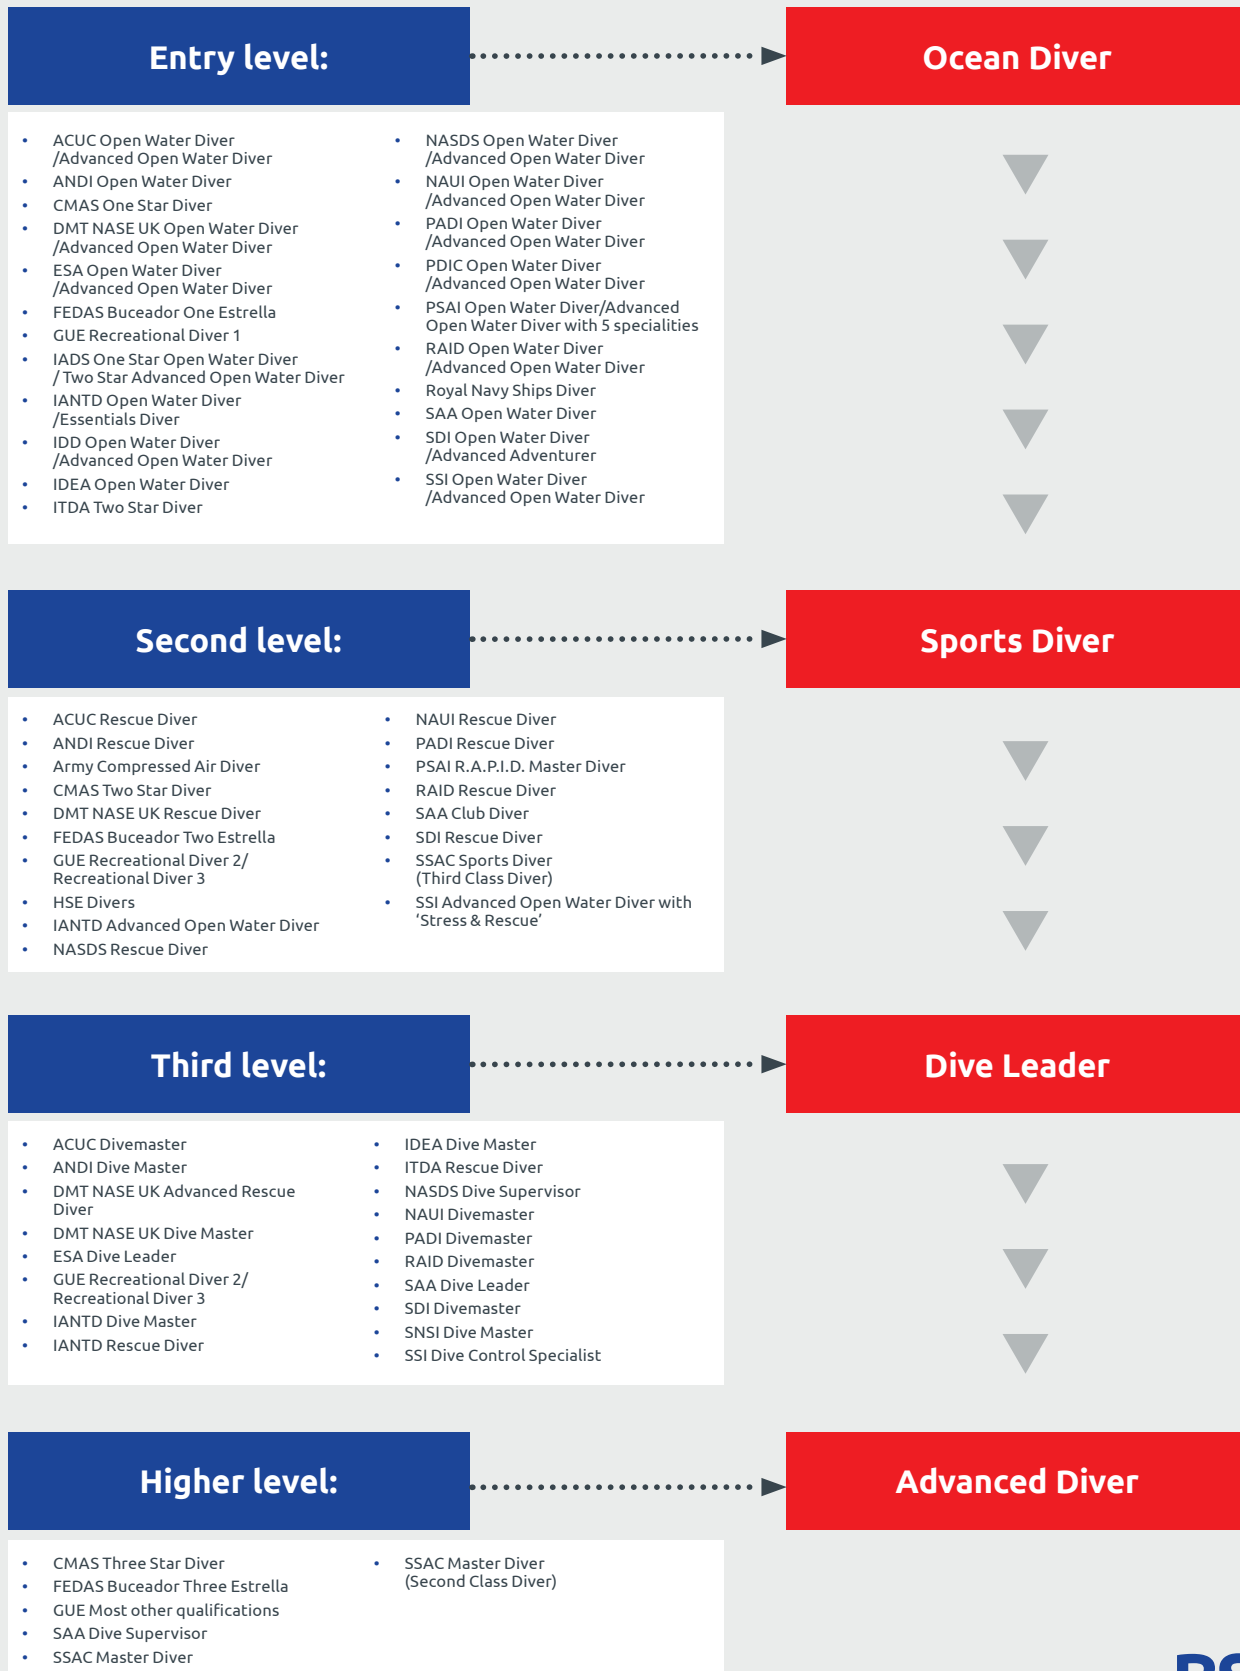 Entry level:
Ocean Diver
• ACUC Open Water Diver
/Advanced Open Water Diver
• ANDI Open Water Diver
• CMAS One Star Diver
• DMT NASE UK Open Water Diver
/Advanced Open Water Diver
• ESA Open Water Diver
/Advanced Open Water Diver
• FEDAS Buceador One Estrella
• GUE Recreational Diver 1
• IADS One Star Open Water Diver
/ Two Star Advanced Open Water Diver
• IANTD Open Water Diver
/Essentials Diver
• IDD Open Water Diver
/Advanced Open Water Diver
• IDEA Open Water Diver
• ITDA Two Star Diver
• NASDS Open Water Diver
/Advanced Open Water Diver
• NAUI Open Water Diver
/Advanced Open Water Diver
• PADI Open Water Diver
/Advanced Open Water Diver
• PDIC Open Water Diver
/Advanced Open Water Diver
• PSAI Open Water Diver/Advanced
Open Water Diver with 5 specialities
• RAID Open Water Diver
/Advanced Open Water Diver
• Royal Navy Ships Diver
• SAA Open Water Diver
• SDI Open Water Diver
/Advanced Adventurer
• SSI Open Water Diver
/Advanced Open Water Diver
Second level:
Sports Diver
• ACUC Rescue Diver
• ANDI Rescue Diver
• Army Compressed Air Diver
• CMAS Two Star Diver
• DMT NASE UK Rescue Diver
• FEDAS Buceador Two Estrella
• GUE Recreational Diver 2/
Recreational Diver 3
• HSE Divers
• IANTD Advanced Open Water Diver
• NASDS Rescue Diver
• NAUI Rescue Diver
• PADI Rescue Diver
• PSAI R.A.P.I.D. Master Diver
• RAID Rescue Diver
• SAA Club Diver
• SDI Rescue Diver
• SSAC Sports Diver
(Third Class Diver)
• SSI Advanced Open Water Diver with
‘Stress & Rescue’
Third level:
Dive Leader
• ACUC Divemaster
• ANDI Dive Master
• DMT NASE UK Advanced Rescue
Diver
• DMT NASE UK Dive Master
• ESA Dive Leader
• GUE Recreational Diver 2/
Recreational Diver 3
• IANTD Dive Master
• IANTD Rescue Diver
• IDEA Dive Master
• ITDA Rescue Diver
• NASDS Dive Supervisor
• NAUI Divemaster
• PADI Divemaster
• RAID Divemaster
• SAA Dive Leader
• SDI Divemaster
• SNSI Dive Master
• SSI Dive Control Specialist
Higher level:
Advanced Diver
• CMAS Three Star Diver
• FEDAS Buceador Three Estrella
• GUE Most other qualifications
• SAA Dive Supervisor
• SSAC Master Diver
• SSAC Master Diver
(Second Class Diver)